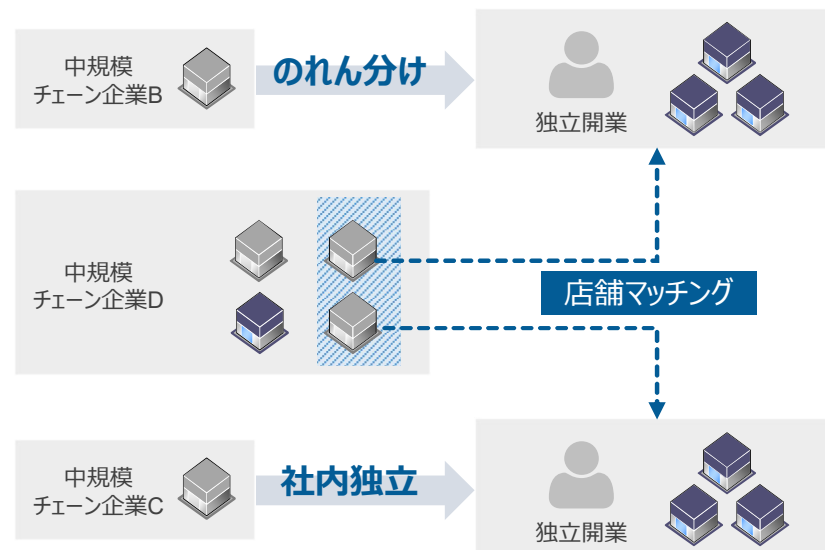 中規模
チェーン企業B
のれん分け
独立開業
中規模
チェーン企業D
店舗マッチング
中規模
チェーン企業C
社内独立
独立開業